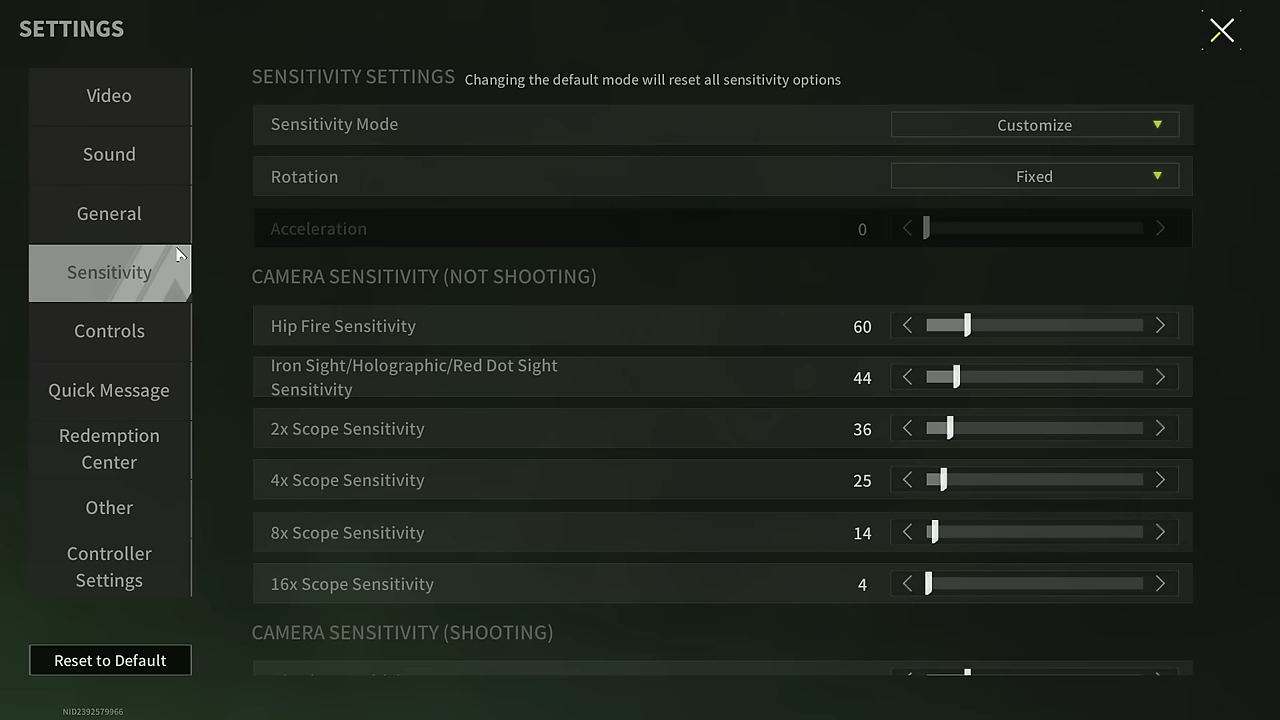 SETTINGS
Video
Sound
General
Sensitivity
Controls
Quick Message
Redemption
Center
Other
Controller
Settings
Reset to Default
NID2392579966
SENSITIVITY SETTINGS Changing the default mode will reset all sensitivity options
Sensitivity Mode Customize
Rotation Fixed
Acceleration 0
CAMERA SENSITIVITY (NOT SHOOTING)
Hip Fire Sensitivity 60
Iron Sight/Holographic/Red Dot Sight
Sensitivity 44
2x Scope Sensitivity 36
4x Scope Sensitivity 25
8x Scope Sensitivity 14
16x Scope Sensitivity 4
CAMERA SENSITIVITY (SHOOTING)